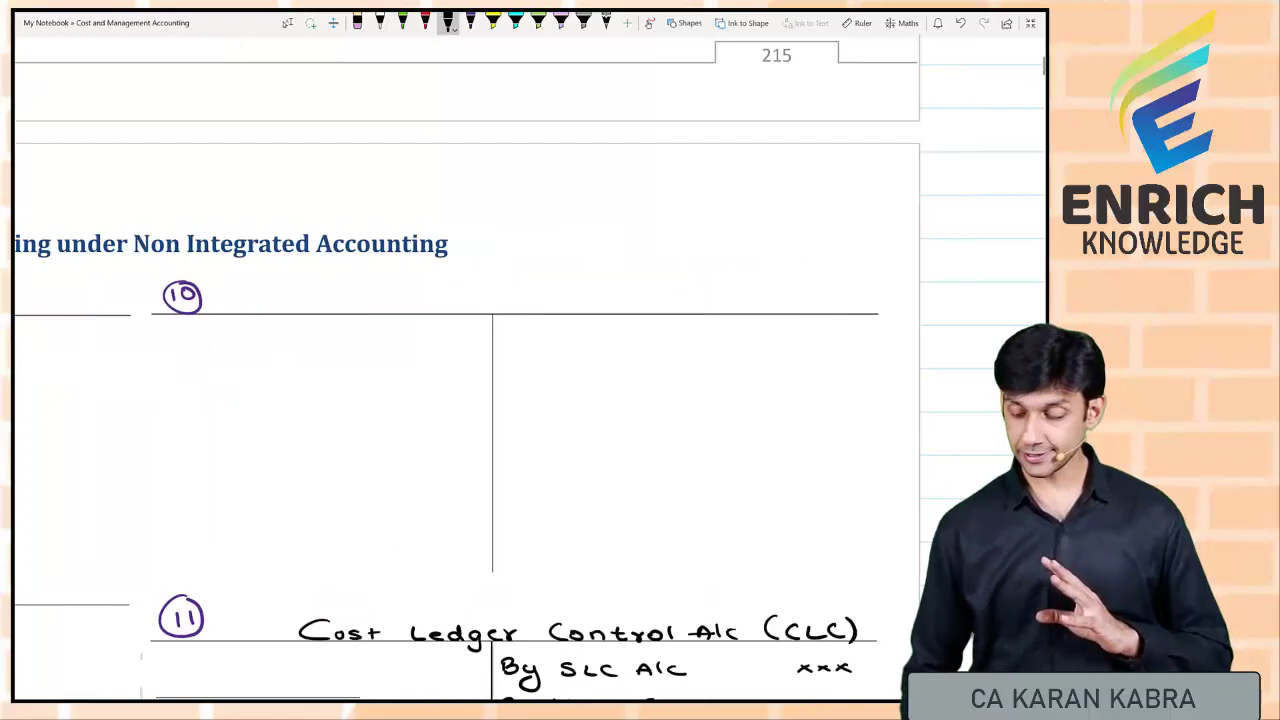 My Notebook » Cost and Management Accounting
Shapes
Ink to Shape
Ink to Text
Ruler
Maths
215
ENRICH
KNOWLEDGE
ing under Non Integrated Accounting
10
11
Cost Ledger Control A/c (CLC)
By SLC A/c xxx
CA KARAN KABRA